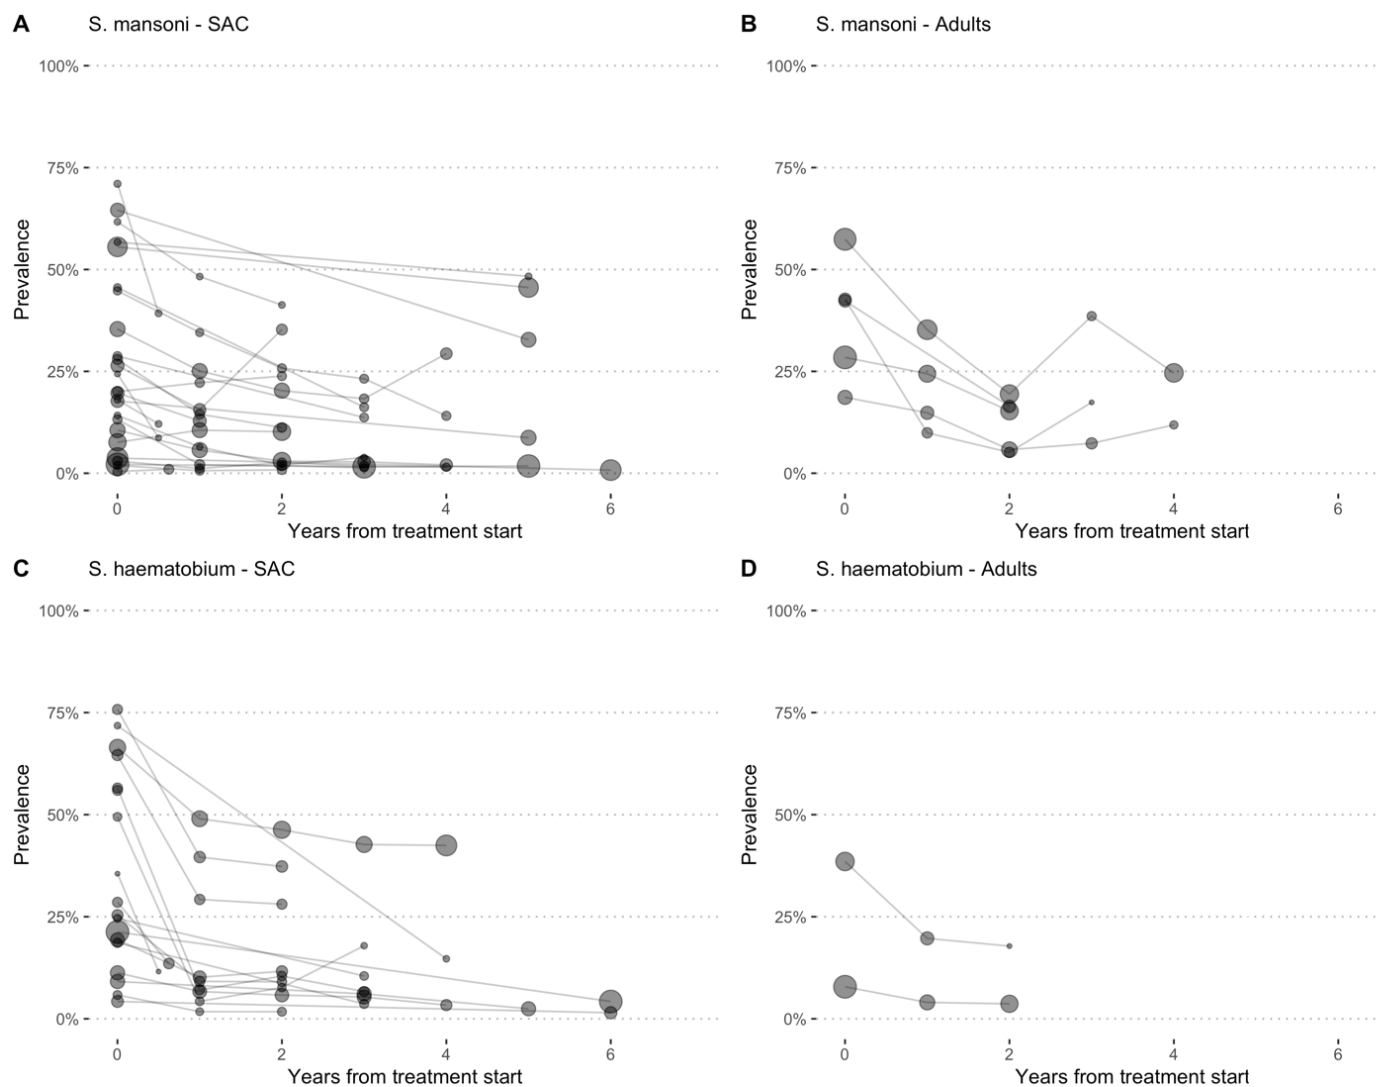 A S. mansoni - SAC
100%
75%
50%
25%
0%
Prevalence
0 2 4 6
Years from treatment start
B S. mansoni - Adults
100%
75%
50%
25%
0%
Prevalence
0 2 4 6
Years from treatment start
C S. haematobium - SAC
100%
75%
50%
25%
0%
Prevalence
0 2 4 6
Years from treatment start
D S. haematobium - Adults
100%
75%
50%
25%
0%
Prevalence
0 2 4 6
Years from treatment start